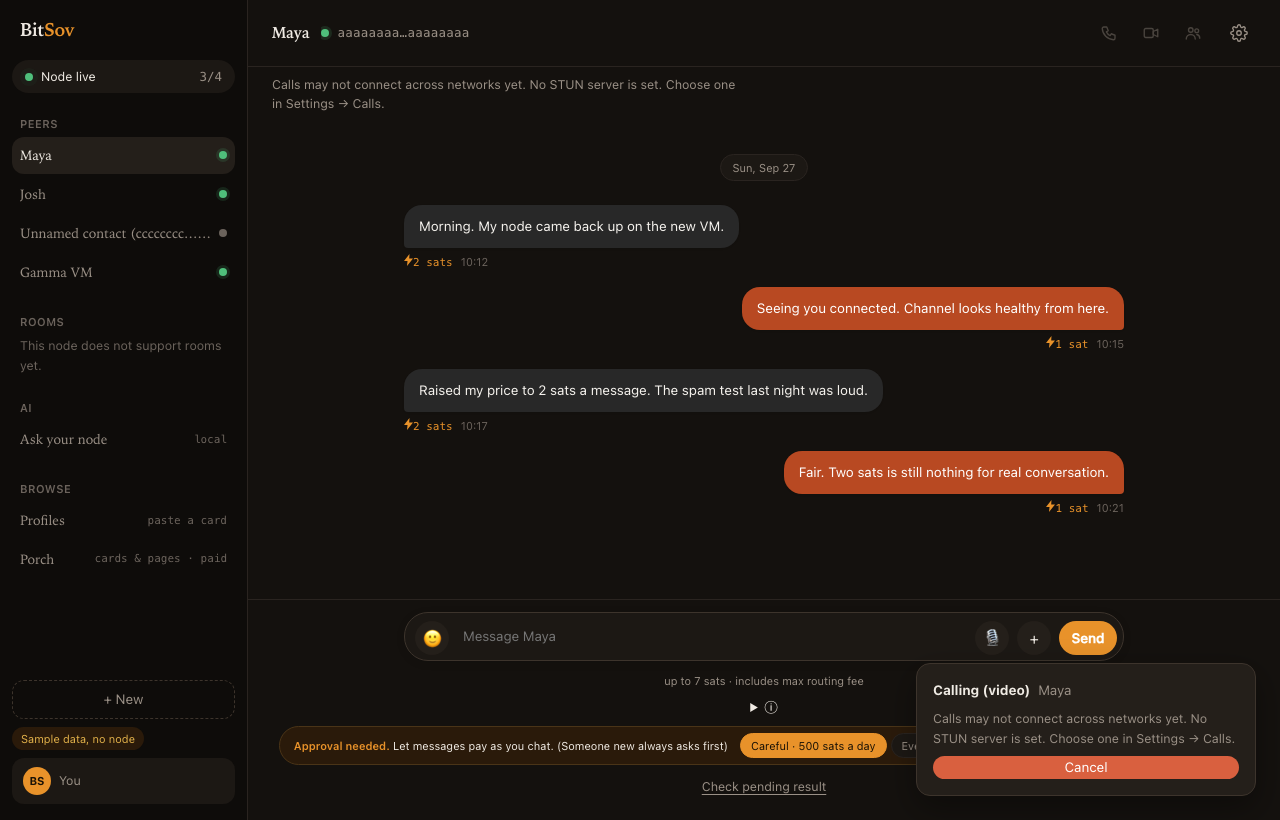 BitSov
Node live 3/4
PEERS
Maya
Josh
Unnamed contact (cccccccc……
Gamma VM
ROOMS
This node does not support rooms
yet.
AI
Ask your node local
BROWSE
Profiles paste a card
Porch cards & pages · paid
+ New
Sample data, no node
BS You
Maya aaaaaaaa…aaaaaaaa
Calls may not connect across networks yet. No STUN server is set. Choose one
in Settings → Calls.
Sun, Sep 27
Morning. My node came back up on the new VM.
⚡2 sats 10:12
Seeing you connected. Channel looks healthy from here.
⚡1 sat 10:15
Raised my price to 2 sats a message. The spam test last night was loud.
⚡2 sats 10:17
Fair. Two sats is still nothing for real conversation.
⚡1 sat 10:21
🙂 Message Maya 🎙️ + Send
up to 7 sats · includes max routing fee
▶ ⓘ
Approval needed. Let messages pay as you chat. (Someone new always asks first) Careful · 500 sats a day
Check pending result
Calling (video) Maya
Calls may not connect across networks yet. No
STUN server is set. Choose one in Settings → Calls.
Cancel